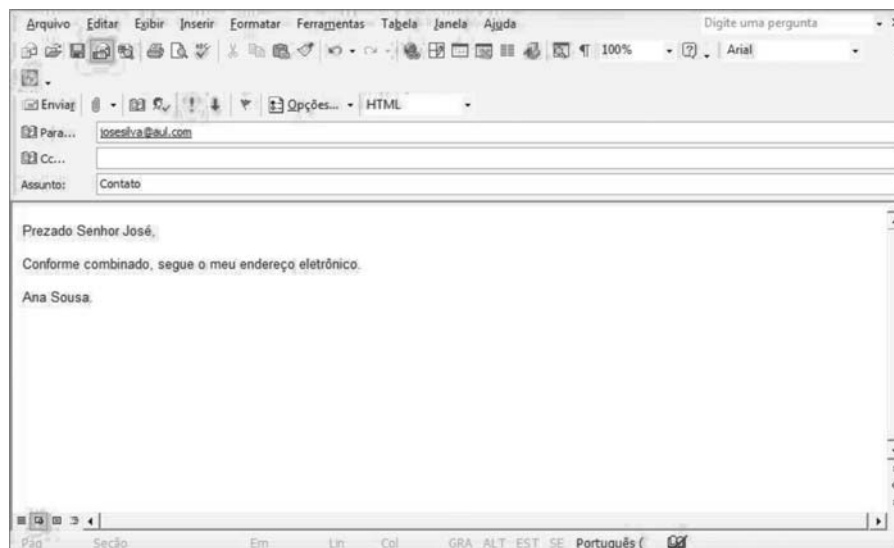 Arquivo Editar Exibir Inserir Formatar Ferramentas Tabela Janela Ajuda Digite uma pergunta
100% Arial
Enviar Opções... HTML
Para... josesilva@aul.com
Cc...
Assunto: Contato
Prezado Senhor José,
Conforme combinado, segue o meu endereço eletrônico.
Ana Sousa.
Pág Seção Em Lin Col GRA ALT EST SE Português (